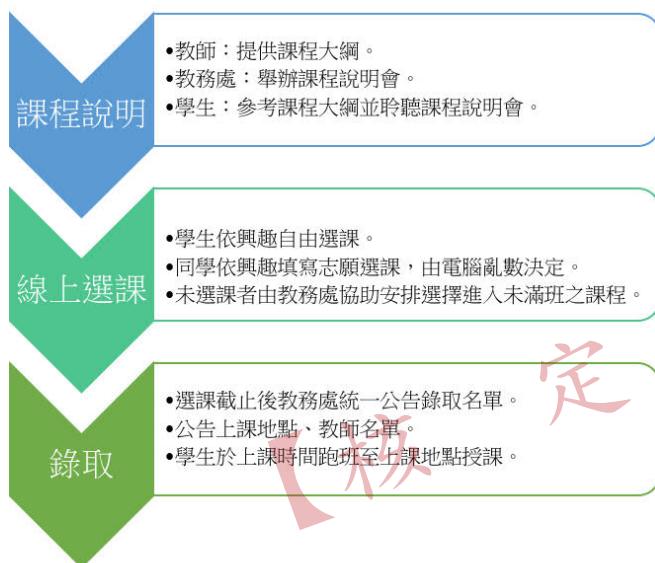 課程說明
•教師：提供課程大綱。
•教務處：舉辦課程說明會。
•學生：參考課程大綱並聆聽課程說明會。
線上選課
•學生依興趣自由選課。
•同學依興趣填寫志願選課，由電腦亂數決定。
•未選課者由教務處協助安排選擇進入未滿班之課程。
錄取
•選課截止後教務處統一公告錄取名單。
•公告上課地點、教師名單。
•學生於上課時間跑班至上課地點授課。
【核定